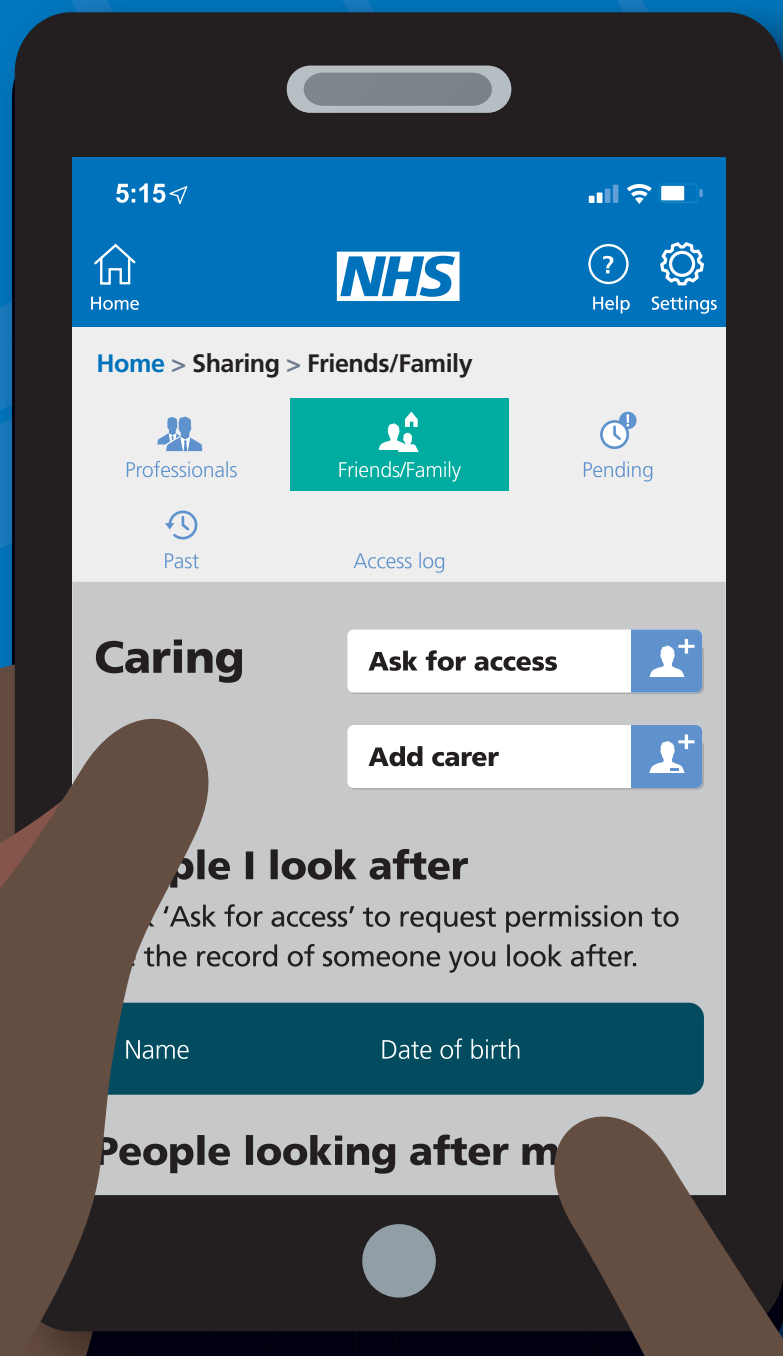 5:15
Home
NHS
?
Help
Settings
Home > Sharing > Friends/Family
Professionals
Friends/Family
Pending
Past
Access log
Caring
Ask for access
Add carer
I look after
'Ask for access' to request permission to
the record of someone you look after.
Name
Date of birth
People looking after